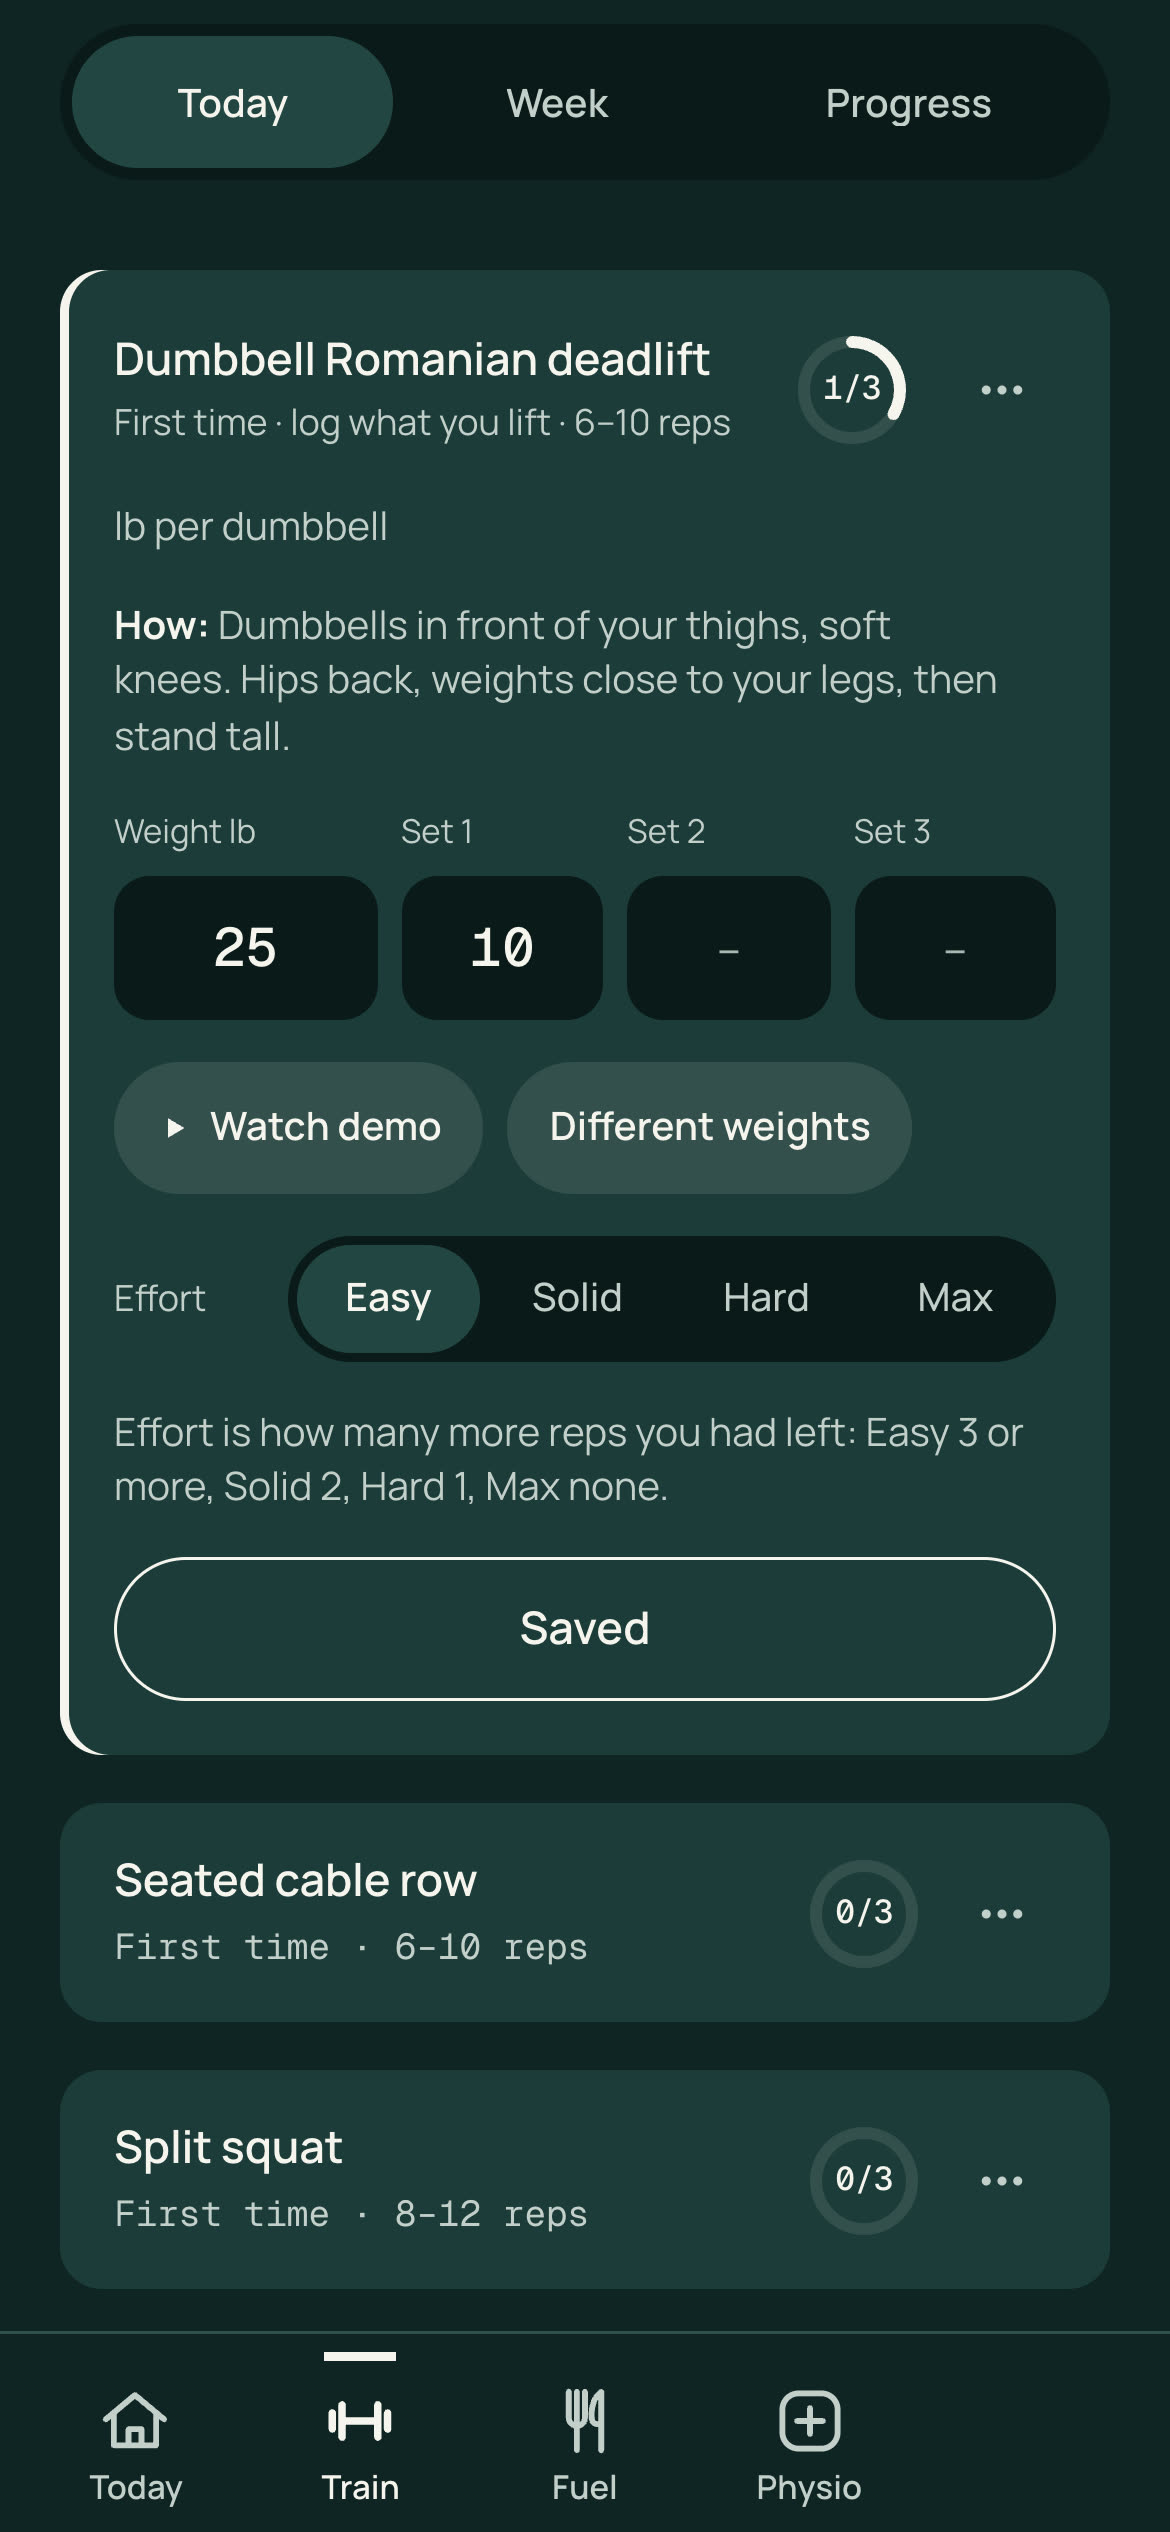 Today Week Progress
Dumbbell Romanian deadlift
First time · log what you lift · 6–10 reps
1/3
lb per dumbbell
How: Dumbbells in front of your thighs, soft
knees. Hips back, weights close to your legs, then
stand tall.
Weight lb Set 1 Set 2 Set 3
25 10 – –
Watch demo Different weights
Effort Easy Solid Hard Max
Effort is how many more reps you had left: Easy 3 or
more, Solid 2, Hard 1, Max none.
Saved
Seated cable row
First time · 6–10 reps
0/3
Split squat
First time · 8–12 reps
0/3
Today Train Fuel Physio